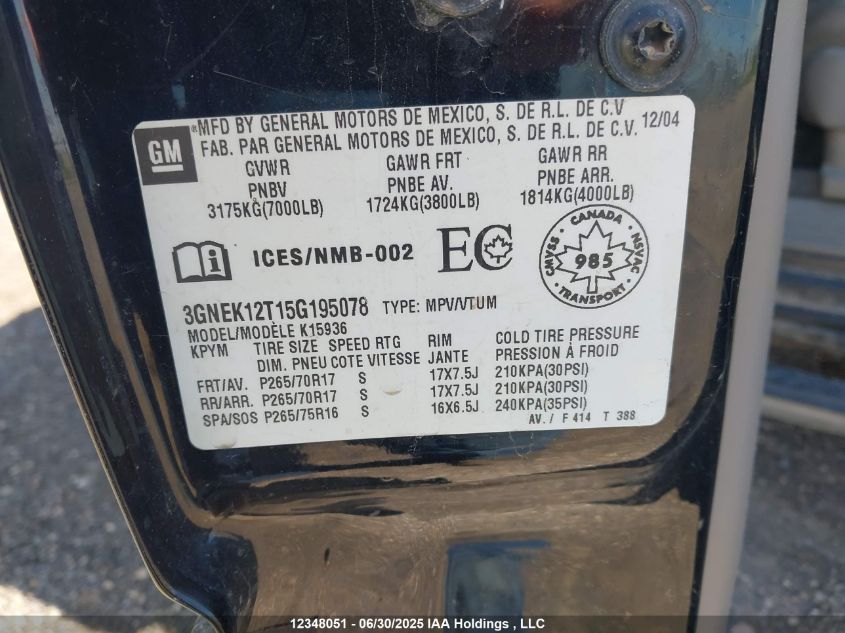 GM
®MFD BY GENERAL MOTORS DE MEXICO, S. DE R.L. DE C.V
FAB. PAR GENERAL MOTORS DE MEXICO, S. DE R.L. DE C.V. 12/04
GVWR GAWR FRT GAWR RR
PNBV PNBE AV. PNBE ARR.
3175KG(7000LB) 1724KG(3800LB) 1814KG(4000LB)
i ICES/NMB-002 EC
CANADA
CMVSS 985 NSVAC
TRANSPORT
3GNEK12T15G195078 TYPE: MPV/VTUM
MODEL/MODÈLE K15936
KPYM TIRE SIZE SPEED RTG RIM COLD TIRE PRESSURE
DIM. PNEU COTE VITESSE JANTE PRESSION À FROID
FRT/AV. P265/70R17 S 17X7.5J 210KPA(30PSI)
RR/ARR. P265/70R17 S 17X7.5J 210KPA(30PSI)
SPA/SOS P265/75R16 S 16X6.5J 240KPA(35PSI)
AV. / F 414 T 388
12348051 - 06/30/2025 IAA Holdings , LLC